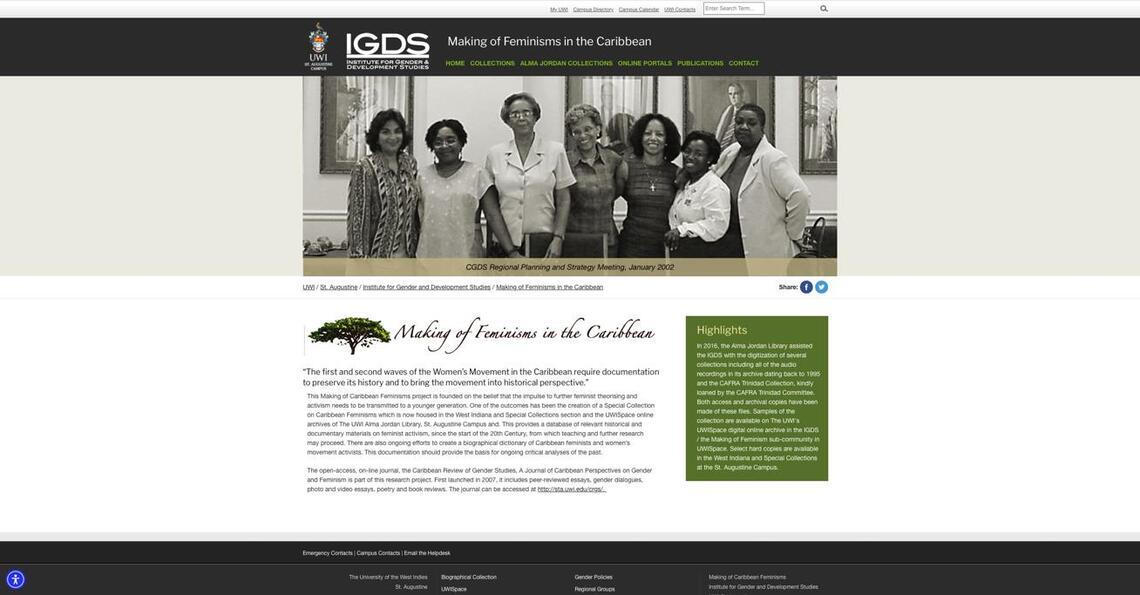 My UWI Campus Directory Campus Calendar UWI Contacts Enter Search Term...
UWI
ST. AUGUSTINE
CAMPUS
IGDS
INSTITUTE FOR GENDER &
DEVELOPMENT STUDIES
Making of Feminisms in the Caribbean
HOME COLLECTIONS ALMA JORDAN COLLECTIONS ONLINE PORTALS PUBLICATIONS CONTACT
CGDS Regional Planning and Strategy Meeting, January 2002
UWI / St. Augustine / Institute for Gender and Development Studies / Making of Feminisms in the Caribbean
Share:
Making of Feminisms in the Caribbean
"The first and second waves of the Women's Movement in the Caribbean require documentation
to preserve its history and to bring the movement into historical perspective."
This Making of Caribbean Feminisms project is founded on the belief that the impulse to further feminist theorising and
activism needs to be transmitted to a younger generation. One of the outcomes has been the creation of a Special Collection
on Caribbean Feminisms which is now housed in the West Indiana and Special Collections section and the UWISpace online
archives of The UWI Alma Jordan Library, St. Augustine Campus and. This provides a database of relevant historical and
documentary materials on feminist activism, since the start of the 20th Century, from which teaching and further research
may proceed. There are also ongoing efforts to create a biographical dictionary of Caribbean feminists and women's
movement activists. This documentation should provide the basis for ongoing critical analyses of the past.
The open-access, on-line journal, the Caribbean Review of Gender Studies, A Journal of Caribbean Perspectives on Gender
and Feminism is part of this research project. First launched in 2007, it includes peer-reviewed essays, gender dialogues,
photo and video essays, poetry and book reviews. The journal can be accessed at http://sta.uwi.edu/crgs/.
Highlights
In 2016, the Alma Jordan Library assisted
the IGDS with the digitization of several
collections including all of the audio
recordings in its archive dating back to 1995
and the CAFRA Trinidad Collection, kindly
loaned by the CAFRA Trinidad Committee.
Both access and archival copies have been
made of these files. Samples of the
collection are available on The UWI's
UWISpace digital online archive in the IGDS
/ the Making of Feminism sub-community in
UWISpace. Select hard copies are available
in the West Indiana and Special Collections
at the St. Augustine Campus.
Emergency Contacts | Campus Contacts | Email the Helpdesk
The University of the West Indies
St. Augustine
Biographical Collection
UWISpace
Gender Policies
Regional Groups
Making of Caribbean Feminisms
Institute for Gender and Development Studies